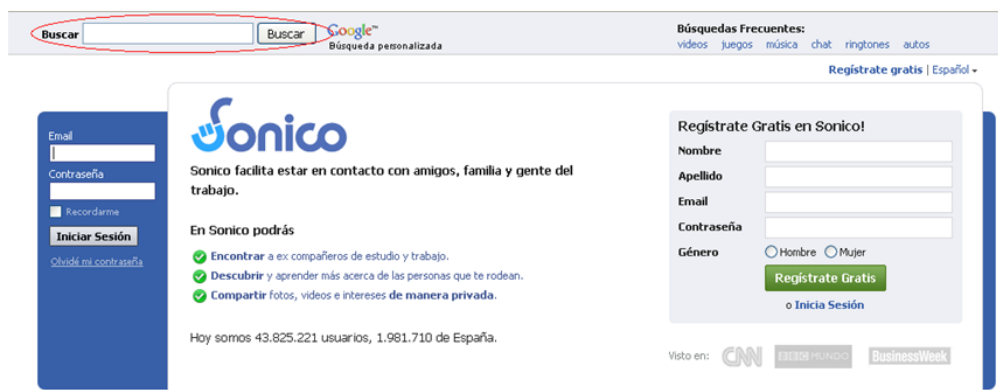 Buscar Buscar Google™
Búsqueda personalizada
Búsquedas Frecuentes:
videos juegos música chat ringtones autos
Regístrate gratis | Español
Email
Contraseña
Recordarme
Iniciar Sesión
Olvidé mi contraseña
Sonico
Sonico facilita estar en contacto con amigos, familia y gente del
trabajo.
En Sonico podrás
Encontrar a ex compañeros de estudio y trabajo.
Descubrir y aprender más acerca de las personas que te rodean.
Compartir fotos, videos e intereses de manera privada.
Hoy somos 43.825.221 usuarios, 1.981.710 de España.
Regístrate Gratis en Sonico!
Nombre
Apellido
Email
Contraseña
Género Hombre Mujer
Regístrate Gratis
o Inicia Sesión
Visto en: CNN BBC MUNDO BusinessWeek